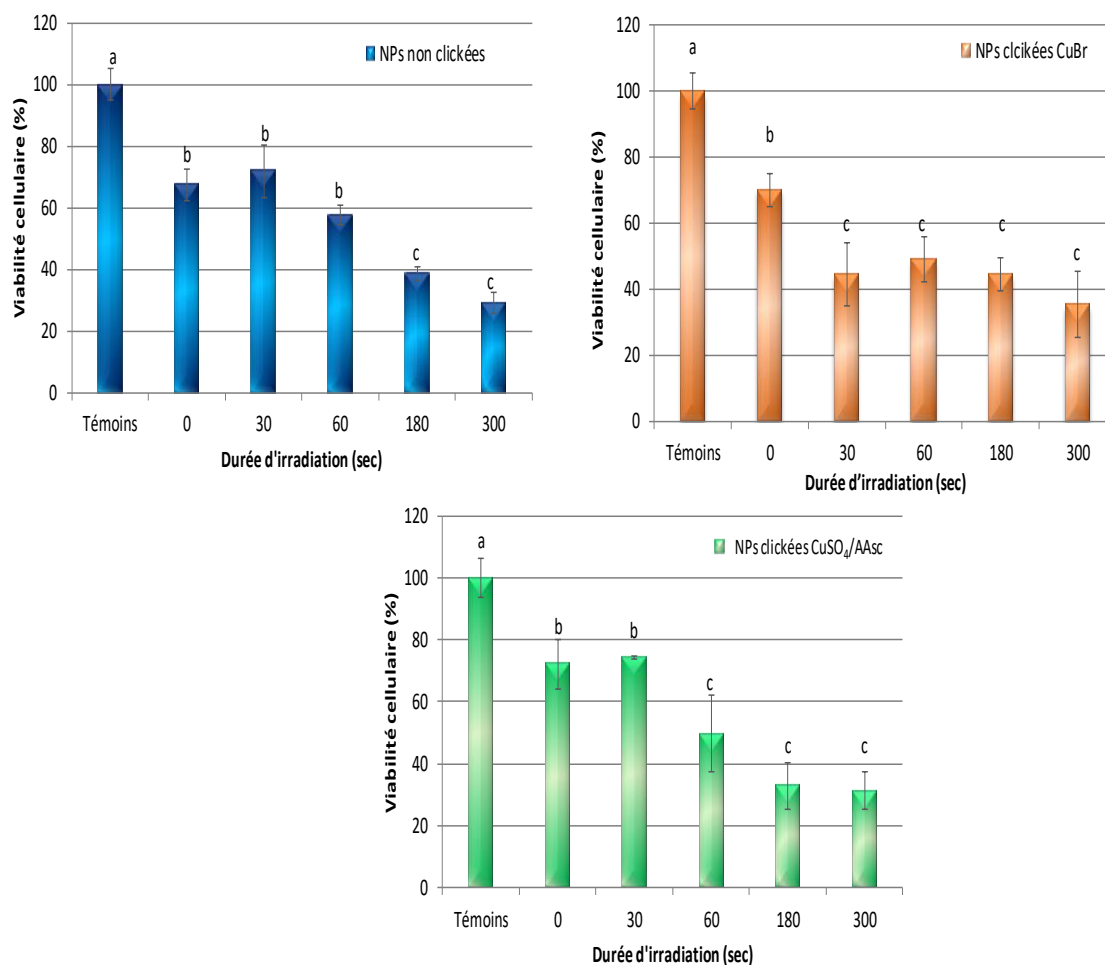 120
100
80
60
40
20
0
Viabilité cellulaire (%)
NPs non clickées
a
b
b
b
c
c
Témoins 0 30 60 180 300
Durée d'irradiation (sec)
120
100
80
60
40
20
0
Viabilité cellulaire (%)
NPs clcikées CuBr
a
b
c
c
c
c
Témoins 0 30 60 180 300
Durée d’irradiation (sec)
120
100
80
60
40
20
0
Viabilité cellulaire (%)
NPs clickées CuSO₄/AAsc
a
b
b
c
c
c
Témoins 0 30 60 180 300
Durée d'irradiation (sec)